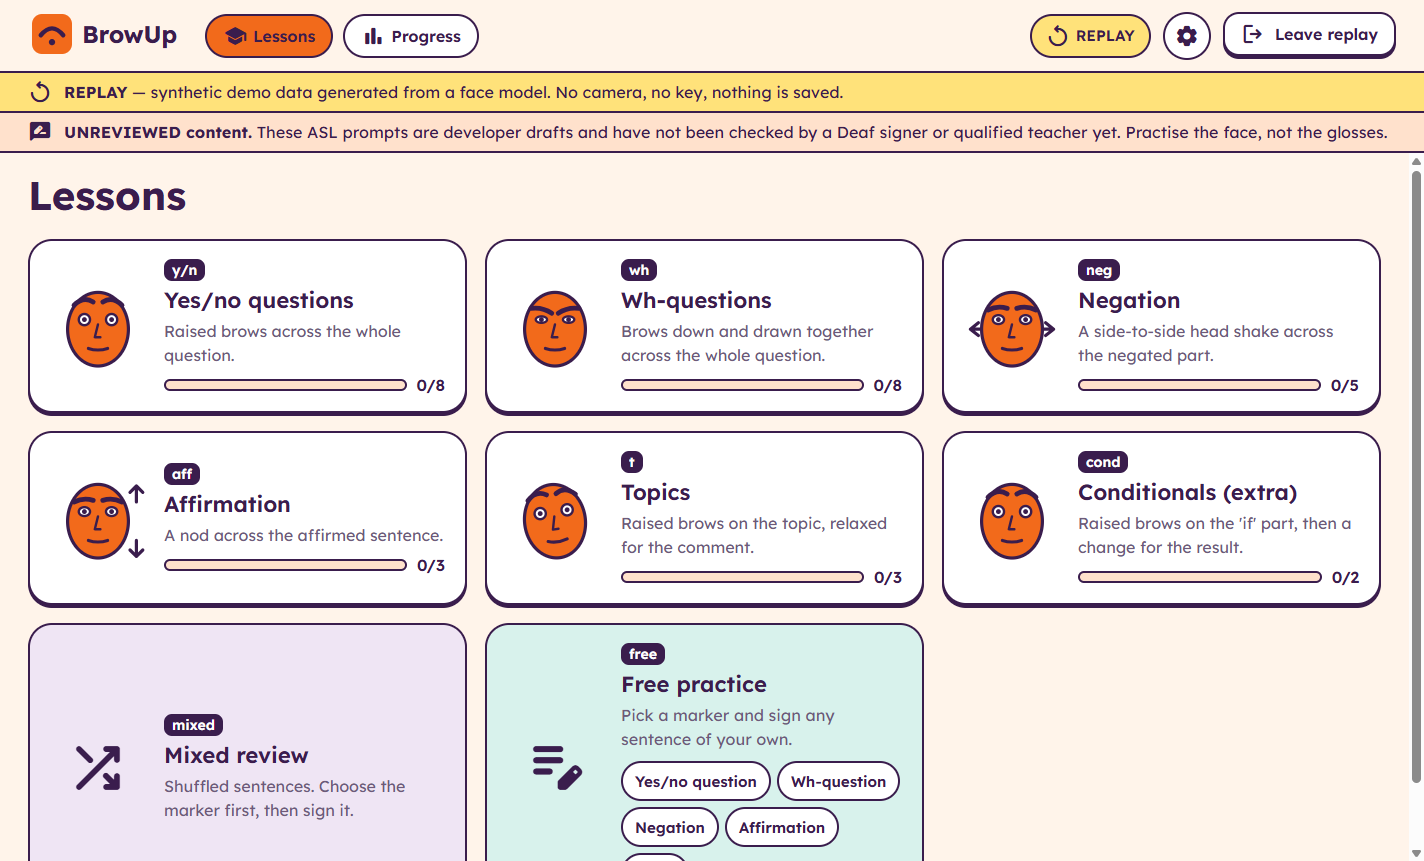 BrowUp
Lessons
Progress
REPLAY
Leave replay
REPLAY — synthetic demo data generated from a face model. No camera, no key, nothing is saved.
UNREVIEWED content. These ASL prompts are developer drafts and have not been checked by a Deaf signer or qualified teacher yet. Practise the face, not the glosses.
Lessons
y/n
Yes/no questions
Raised brows across the whole
question.
0/8
wh
Wh-questions
Brows down and drawn together
across the whole question.
0/8
neg
Negation
A side-to-side head shake across
the negated part.
0/5
aff
Affirmation
A nod across the affirmed sentence.
0/3
t
Topics
Raised brows on the topic, relaxed
for the comment.
0/3
cond
Conditionals (extra)
Raised brows on the 'if' part, then a
change for the result.
0/2
mixed
Mixed review
Shuffled sentences. Choose the
marker first, then sign it.
free
Free practice
Pick a marker and sign any
sentence of your own.
Yes/no question
Wh-question
Negation
Affirmation